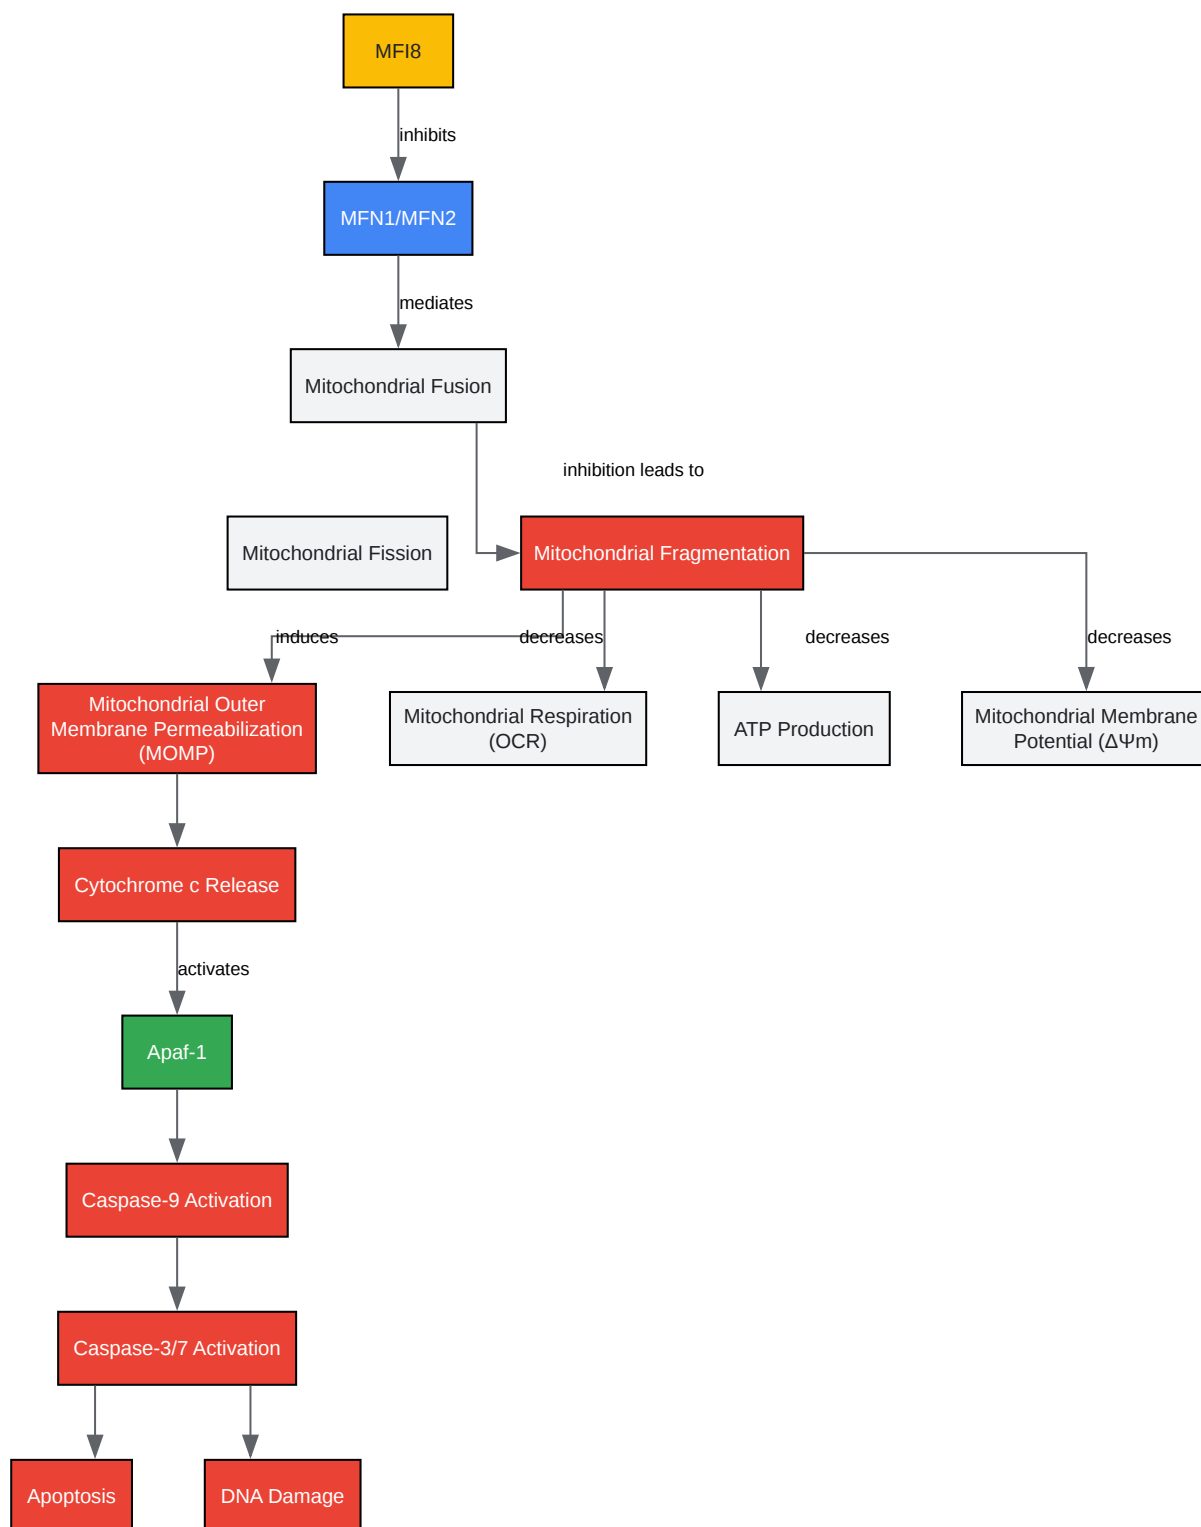 MFI8
inhibits
MFN1/MFN2
mediates
Mitochondrial Fusion
inhibition leads to
Mitochondrial Fission
Mitochondrial Fragmentation
induces
decreases
decreases
decreases
Mitochondrial Outer
Membrane Permeabilization
(MOMP)
Mitochondrial Respiration
(OCR)
ATP Production
Mitochondrial Membrane
Potential (ΔΨm)
Cytochrome c Release
activates
Apaf-1
Caspase-9 Activation
Caspase-3/7 Activation
Apoptosis
DNA Damage